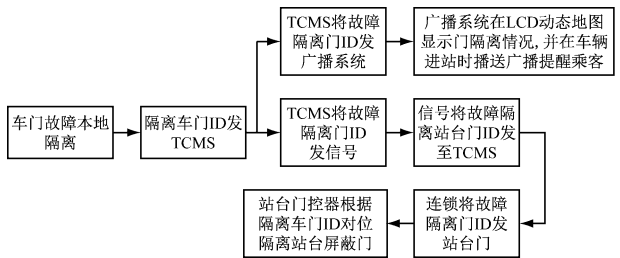 车门故障本地
隔离
隔离车门ID发
TCMS
TCMS将故障
隔离门ID发
广播系统
广播系统在LCD动态地图
显示门隔离情况,并在车辆
进站时播送广播提醒乘客
TCMS将故障
隔离门ID
发信号
信号将故障隔
离站台门ID发
至TCMS
连锁将故障
隔离门ID发
站台门
站台门控器根据
隔离车门ID对位
隔离站台屏蔽门